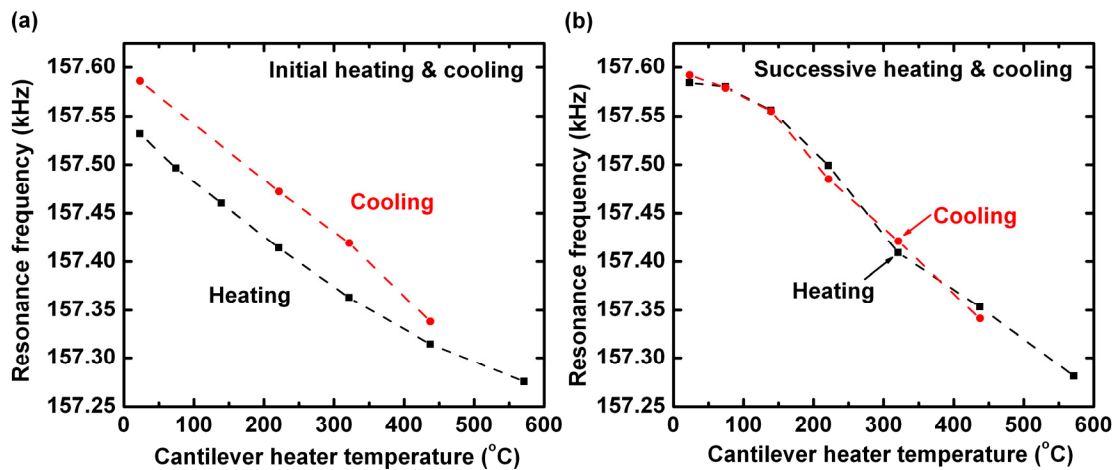 (a)
Initial heating & cooling
Cooling
Heating
Resonance frequency (kHz)
157.60
157.55
157.50
157.45
157.40
157.35
157.30
157.25
0 100 200 300 400 500 600
Cantilever heater temperature (°C)
(b)
Successive heating & cooling
Cooling
Heating
Resonance frequency (kHz)
157.60
157.55
157.50
157.45
157.40
157.35
157.30
157.25
0 100 200 300 400 500 600
Cantilever heater temperature (°C)